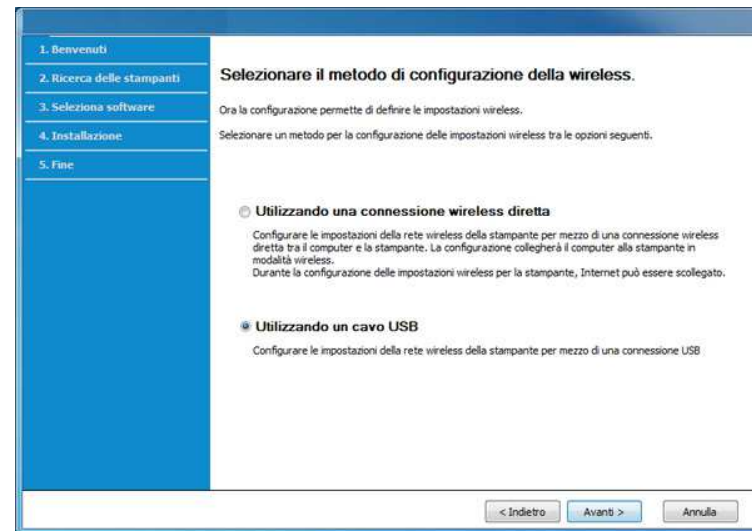 1. Benvenuti
2. Ricerca delle stampanti
3. Seleziona software
4. Installazione
5. Fine
Selezionare il metodo di configurazione della wireless.
Ora la configurazione permette di definire le impostazioni wireless.
Selezionare un metodo per la configurazione delle impostazioni wireless tra le opzioni seguenti.
Utilizzando una connessione wireless diretta
Configurare le impostazioni della rete wireless della stampante per mezzo di una connessione wireless
diretta tra il computer e la stampante. La configurazione collegherà il computer alla stampante in
modalità wireless.
Durante la configurazione delle impostazioni wireless per la stampante, Internet può essere scollegato.
Utilizzando un cavo USB
Configurare le impostazioni della rete wireless della stampante per mezzo di una connessione USB
< Indietro Avanti > Annulla